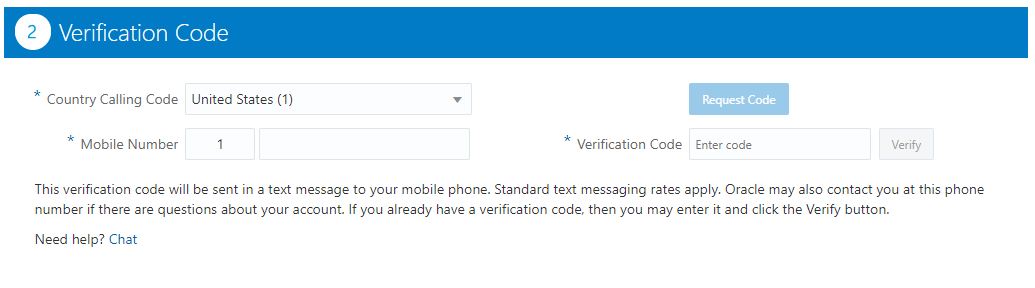 2 Verification Code
* Country Calling Code United States (1) Request Code
* Mobile Number 1 * Verification Code Enter code Verify
This verification code will be sent in a text message to your mobile phone. Standard text messaging rates apply. Oracle may also contact you at this phone
number if there are questions about your account. If you already have a verification code, then you may enter it and click the Verify button.
Need help? Chat